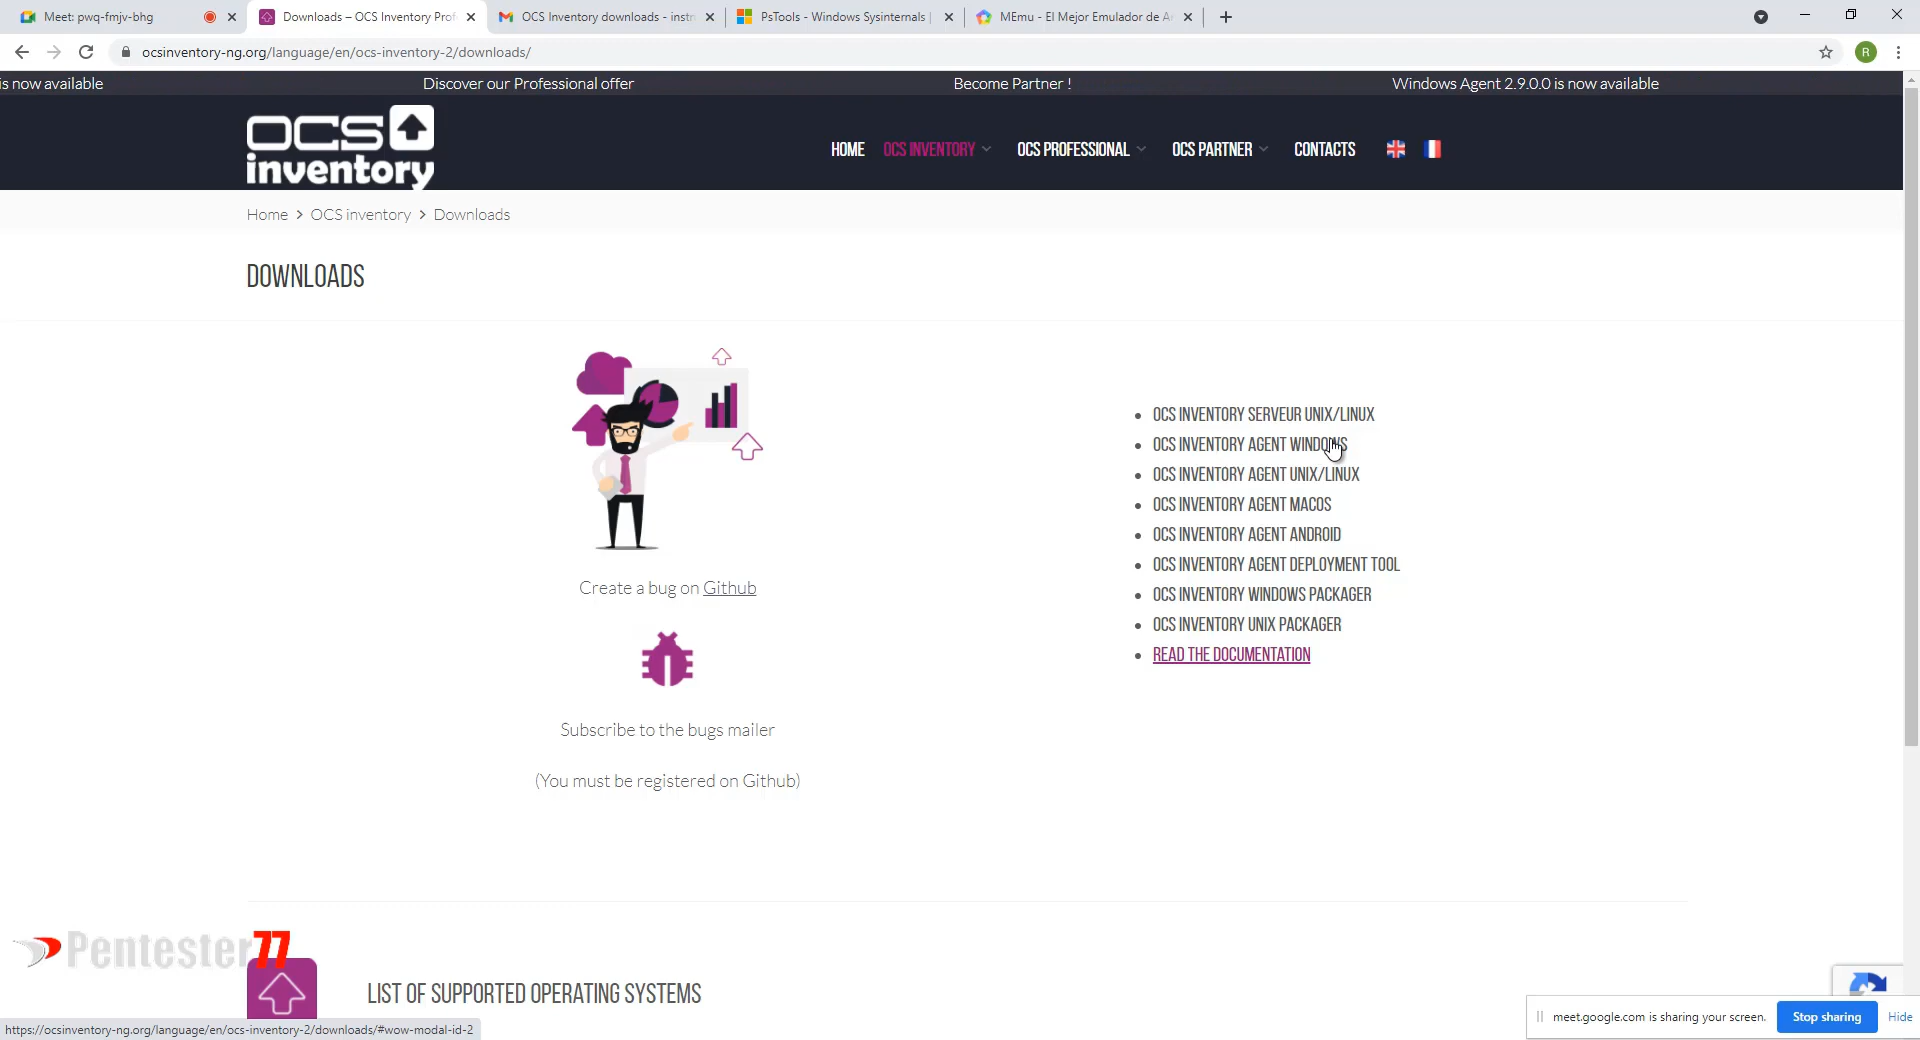 Meet: pwq-fmjv-bhg
Downloads – OCS Inventory Prof
OCS Inventory downloads - instr
PsTools - Windows Sysinternals |
MEmu - El Mejor Emulador de A
ocsinventory-ng.org/language/en/ocs-inventory-2/downloads/
R
is now available
Discover our Professional offer
Become Partner !
Windows Agent 2.9.0.0 is now available
OCS
inventory
HOME
OCS INVENTORY
OCS PROFESSIONAL
OCS PARTNER
CONTACTS
Home > OCS inventory > Downloads
DOWNLOADS
OCS INVENTORY SERVEUR UNIX/LINUX
OCS INVENTORY AGENT WINDOWS
OCS INVENTORY AGENT UNIX/LINUX
OCS INVENTORY AGENT MACOS
OCS INVENTORY AGENT ANDROID
OCS INVENTORY AGENT DEPLOYMENT TOOL
OCS INVENTORY WINDOWS PACKAGER
OCS INVENTORY UNIX PACKAGER
READ THE DOCUMENTATION
Create a bug on Github
Subscribe to the bugs mailer
(You must be registered on Github)
Pentester77
LIST OF SUPPORTED OPERATING SYSTEMS
https://ocsinventory-ng.org/language/en/ocs-inventory-2/downloads/#wow-modal-id-2
meet.google.com is sharing your screen.
Stop sharing
Hide